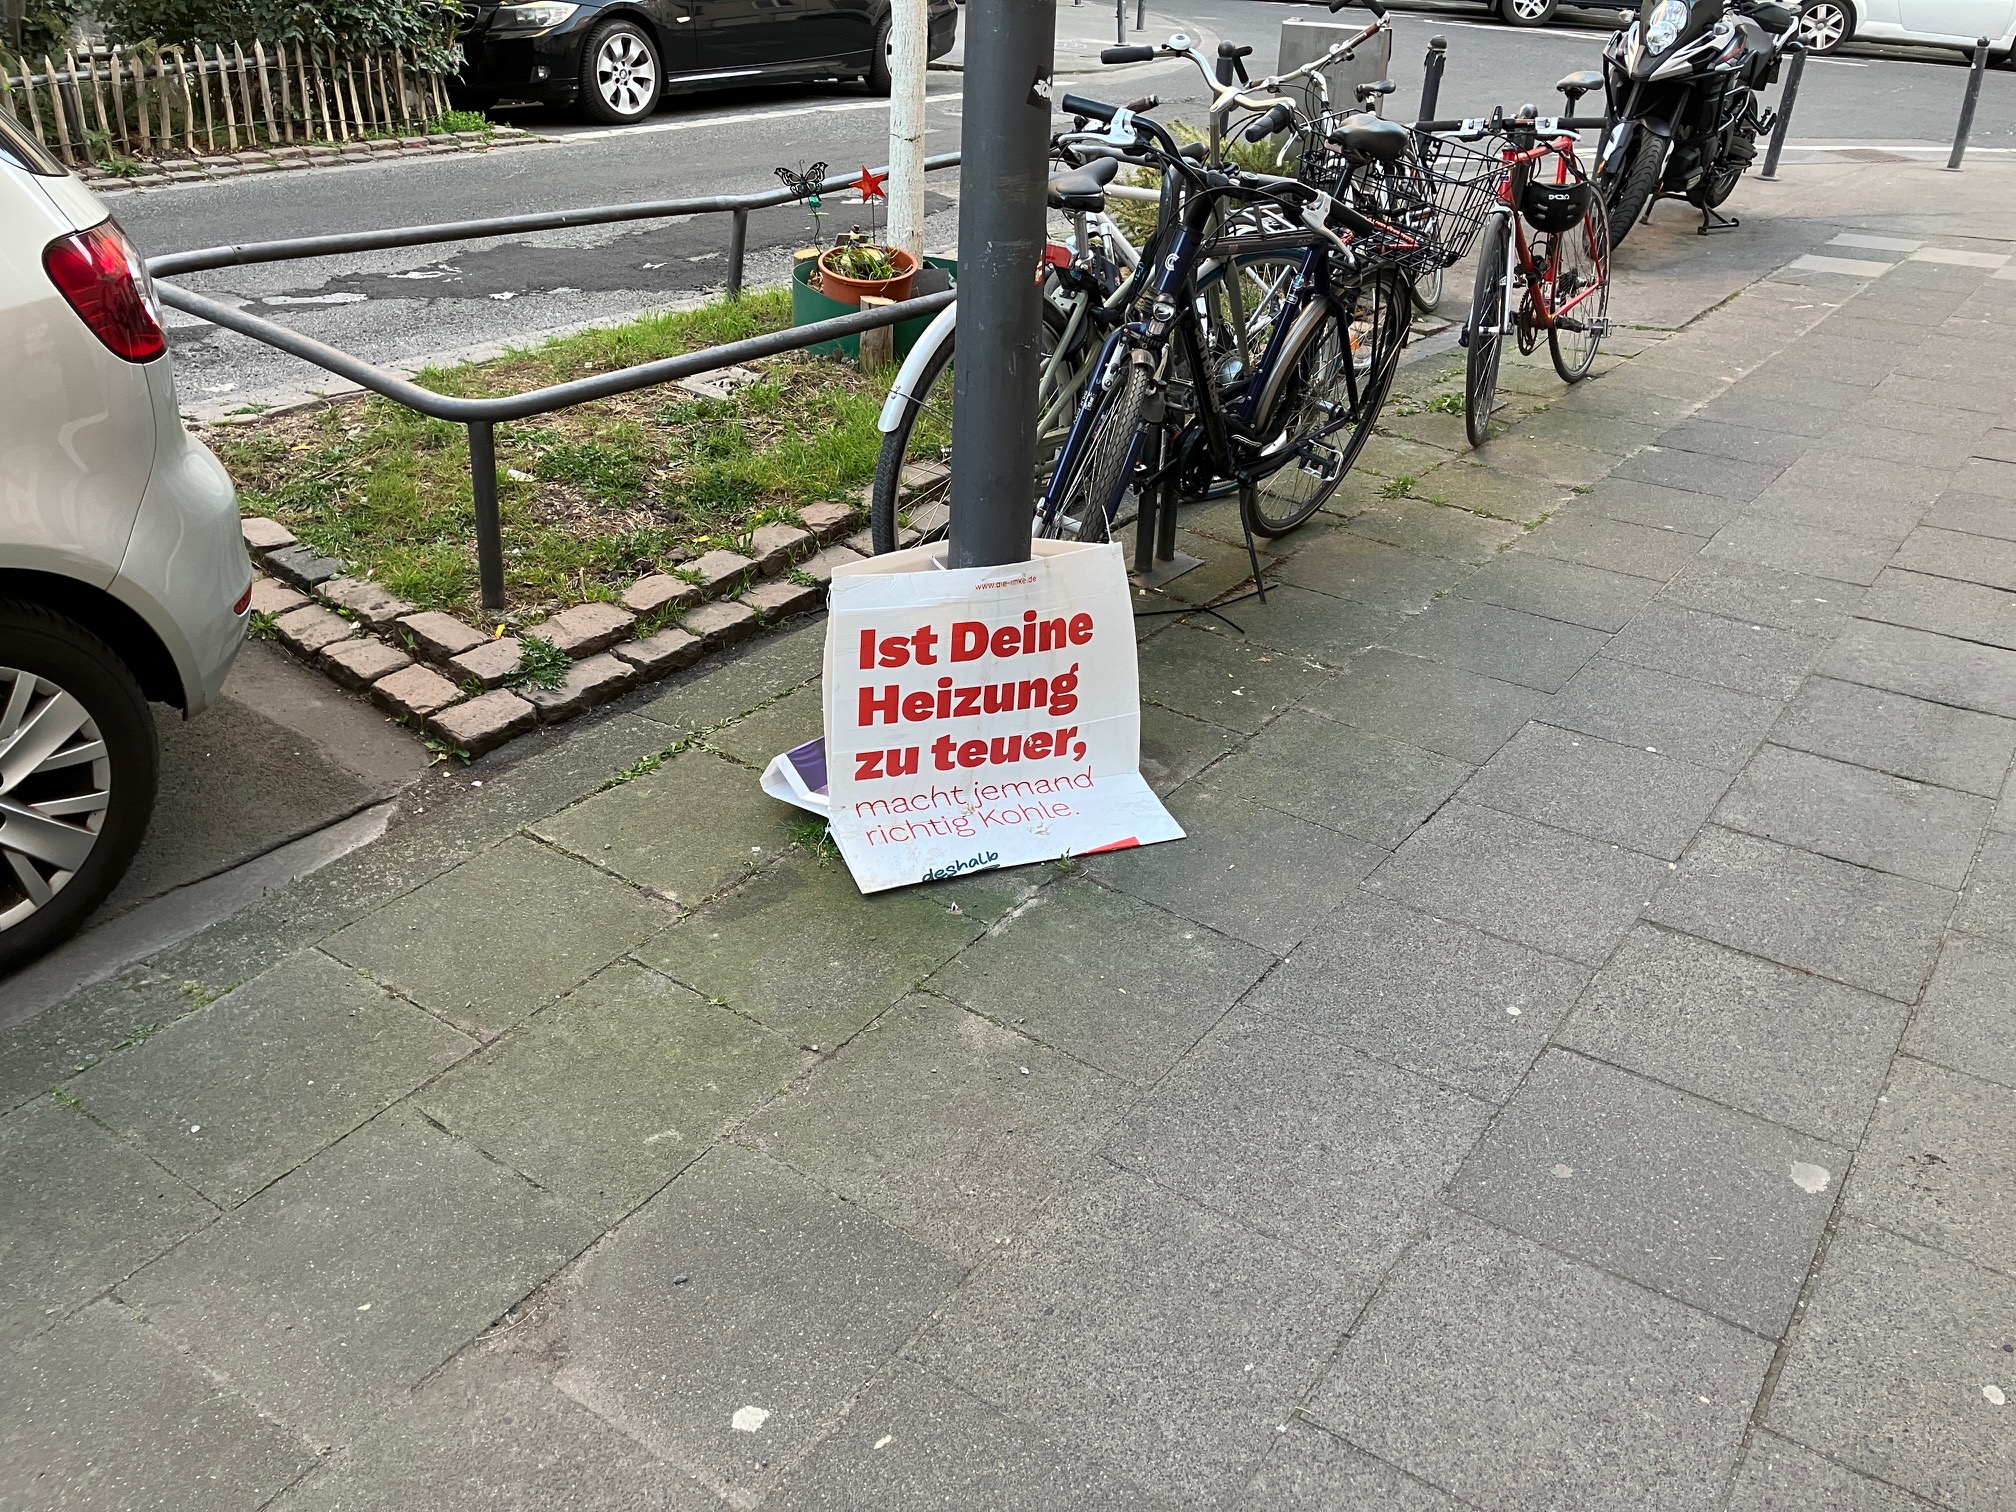 www.die-linke.de
Ist Deine
Heizung
zu teuer,
macht jemand
richtig Kohle.
deshalb